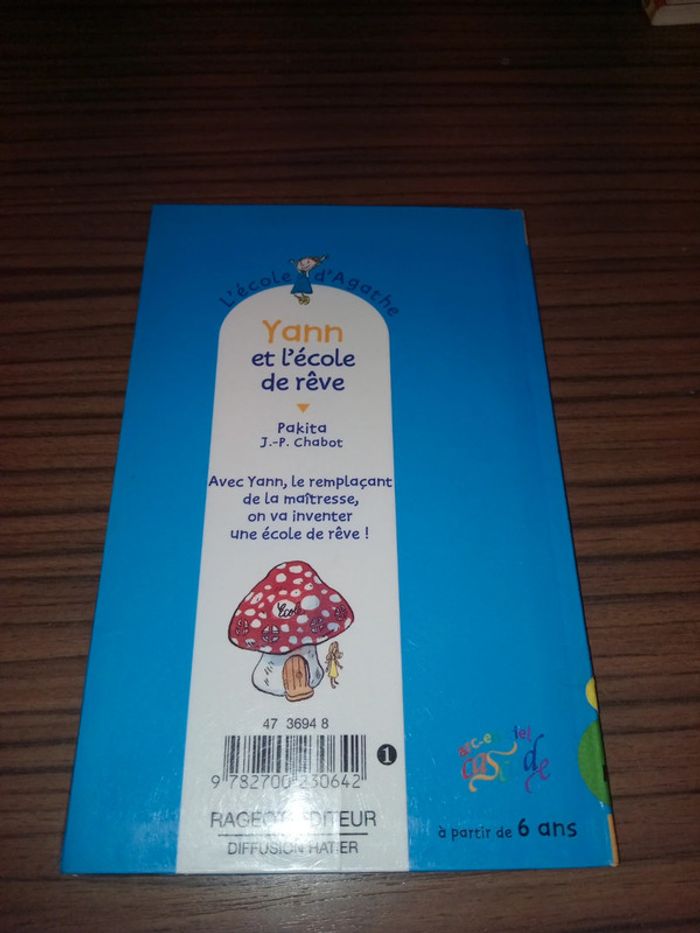 L'école d'Agathe
Yann
et l'école
de rêve
Pakita
J.-P. Chabot
Avec Yann, le remplaçant
de la maîtresse,
on va inventer
une école de rêve !
École
47 3694 8
1
9 782700 230642
RAGEOT ÉDITEUR
DIFFUSION HATIER
arc-en-ciel
cascade
à partir de 6 ans